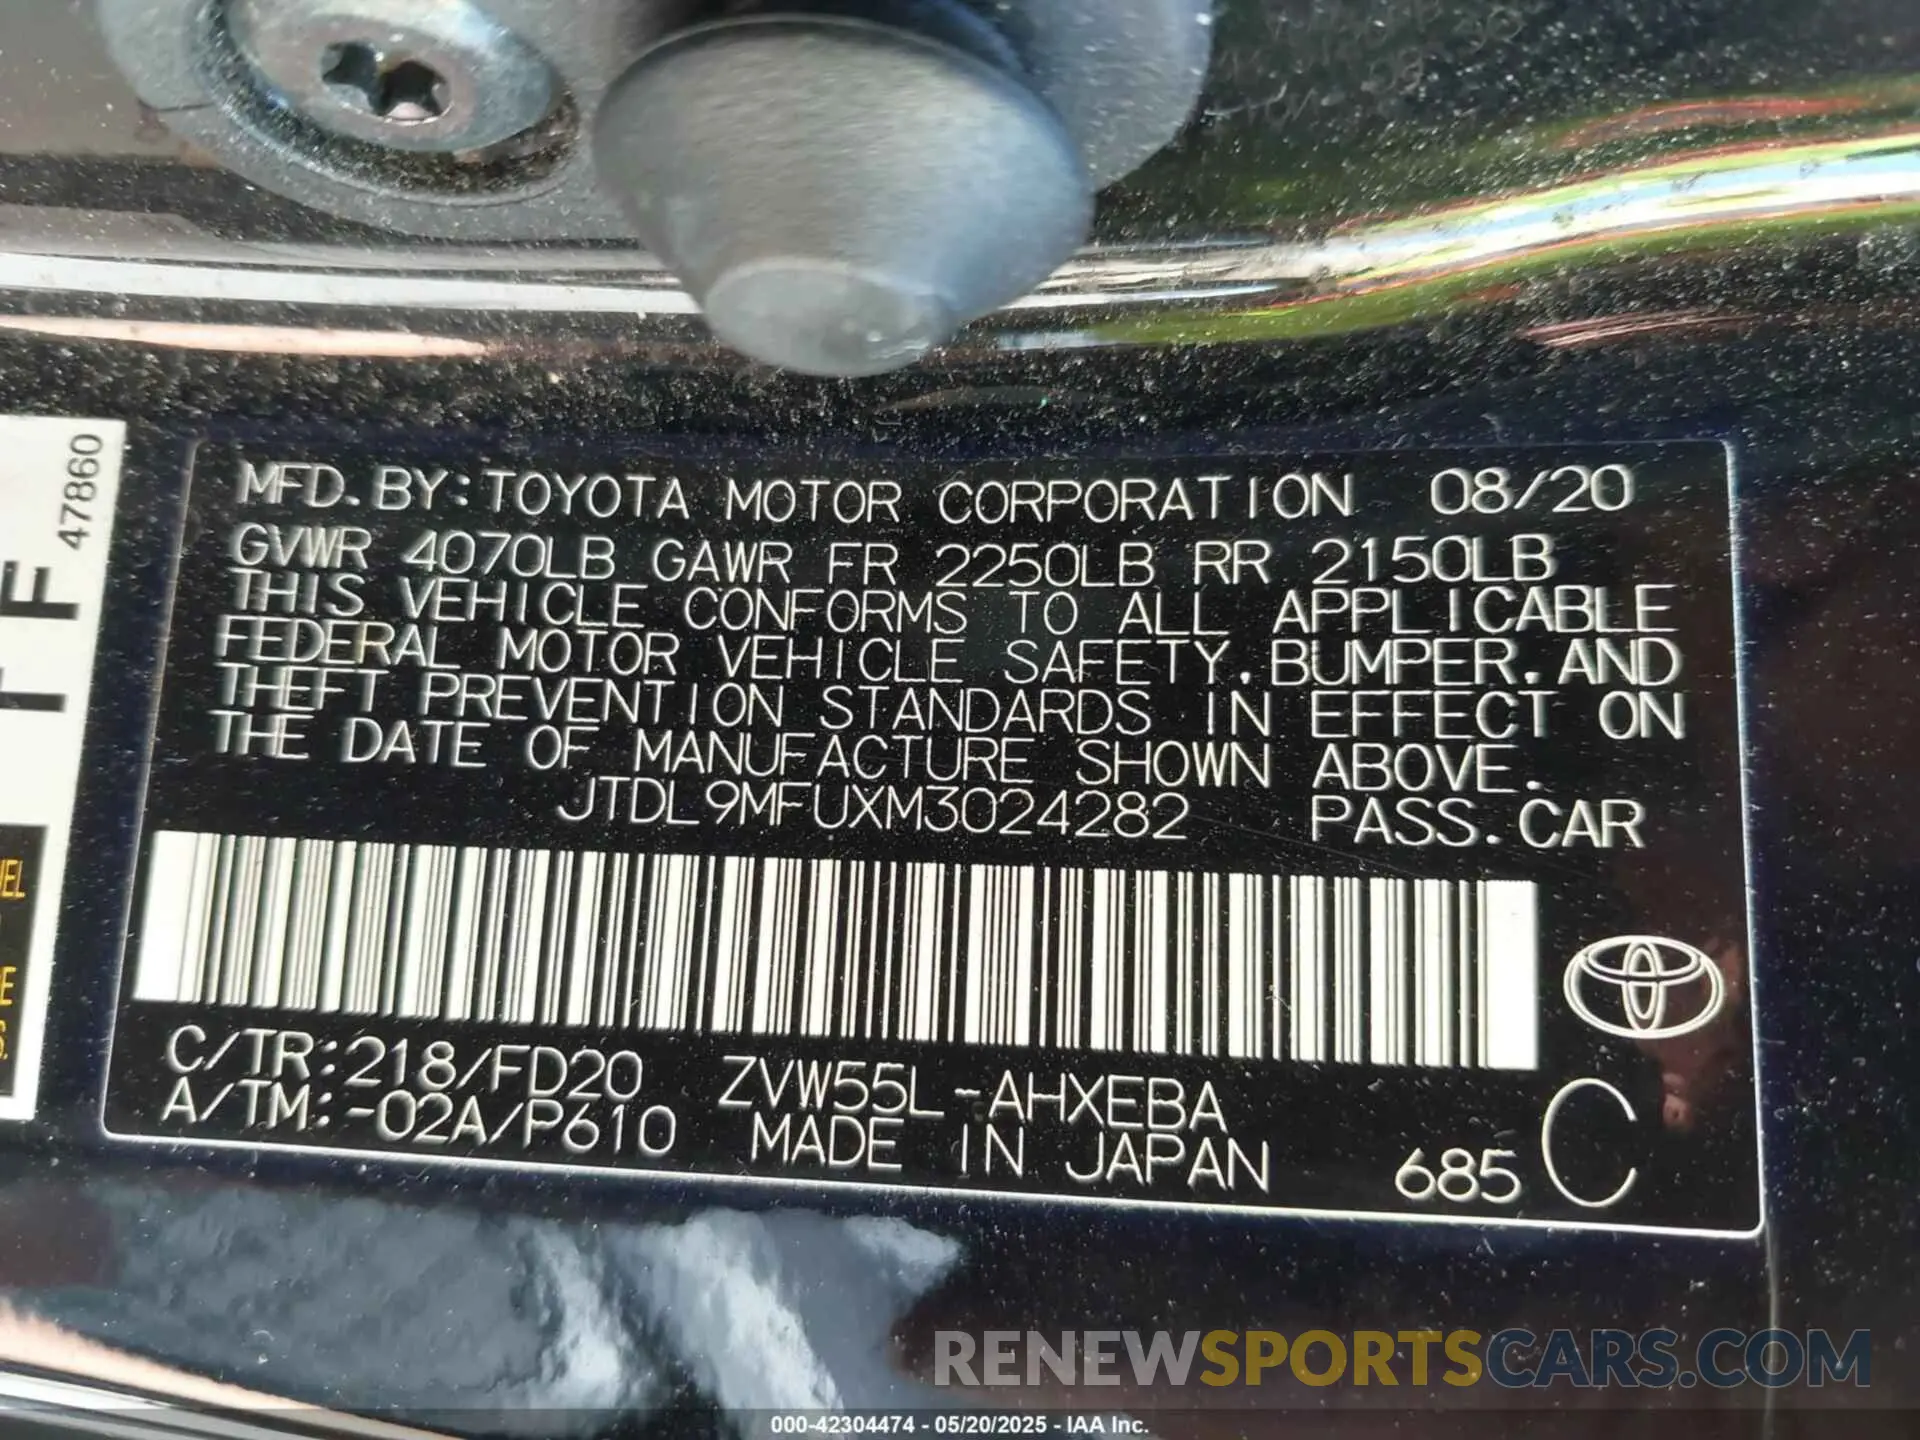 47860
F
MFD.BY:TOYOTA MOTOR CORPORATION 08/20
GVWR 4070LB GAWR FR 2250LB RR 2150LB
THIS VEHICLE CONFORMS TO ALL APPLICABLE
FEDERAL MOTOR VEHICLE SAFETY,BUMPER,AND
THEFT PREVENTION STANDARDS IN EFFECT ON
THE DATE OF MANUFACTURE SHOWN ABOVE.
JTDL9MFUXM3024282 PASS.CAR
C/TR:218/FD20 ZVW55L-AHXEBA
A/TM:-02A/P610 MADE IN JAPAN 685 C
RENEWSPORTSCARS.COM
000-42304474 - 05/20/2025 - IAA Inc.